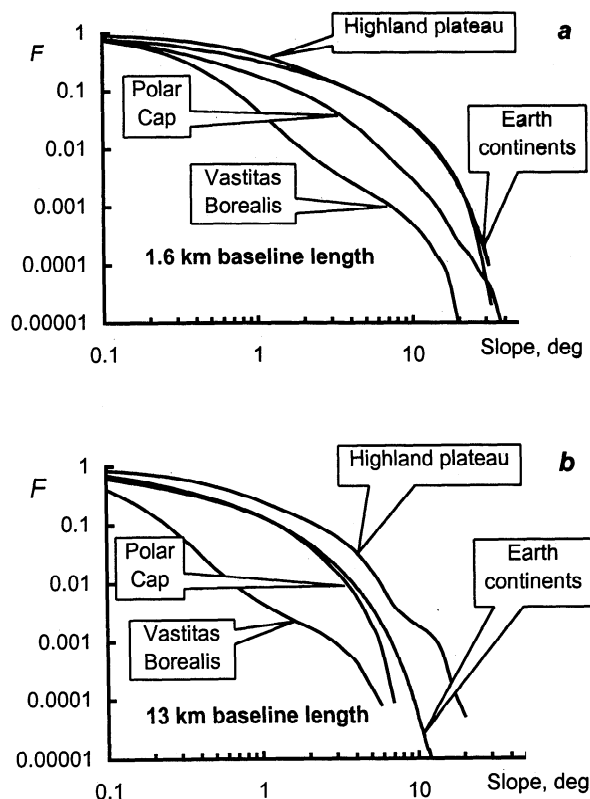 Highland plateau
a
F
1
0.1
0.01
0.001
0.0001
0.00001
Polar
Cap
Earth
continents
Vastitas
Borealis
1.6 km baseline length
0.1
1
10
Slope, deg
Highland plateau
b
F
1
0.1
0.01
0.001
0.0001
0.00001
Polar
Cap
Earth
continents
Vastitas
Borealis
13 km baseline length
0.1
1
10
Slope, deg